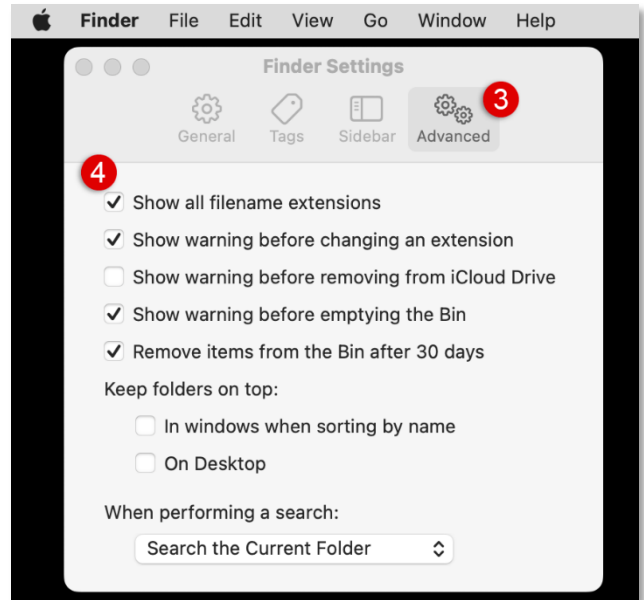 Finder File Edit View Go Window Help
Finder Settings
3
General Tags Sidebar Advanced
4
Show all filename extensions
Show warning before changing an extension
Show warning before removing from iCloud Drive
Show warning before emptying the Bin
Remove items from the Bin after 30 days
Keep folders on top:
In windows when sorting by name
On Desktop
When performing a search:
Search the Current Folder